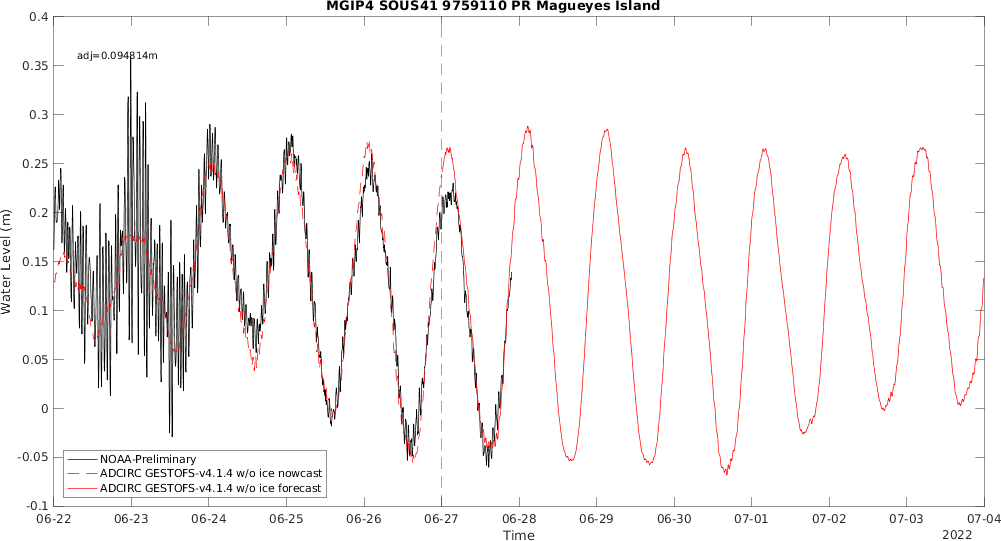 MGIP4 SOUS41 9759110 PR Magueyes Island
adj=0.094814m
0.4
0.35
0.3
0.25
0.2
0.15
0.1
0.05
0
-0.05
-0.1
Water Level (m)
NOAA-Preliminary
ADCIRC GESTOFS-v4.1.4 w/o ice nowcast
ADCIRC GESTOFS-v4.1.4 w/o ice forecast
06-22 06-23 06-24 06-25 06-26 06-27 06-28 06-29 06-30 07-01 07-02 07-03 07-04
Time
2022